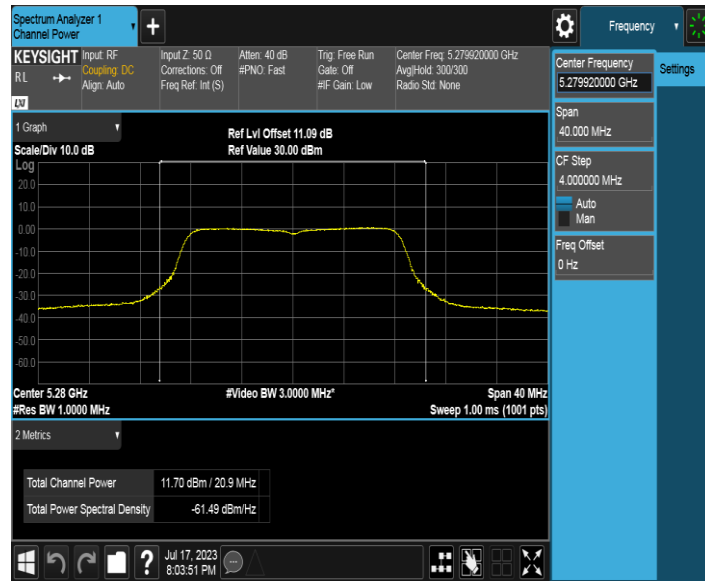 Spectrum Analyzer 1
Channel Power
+
Frequency
KEYSIGHT
RL
LXI
Input: RF
Coupling: DC
Align: Auto
Input Z: 50 Ω
Corrections: Off
Freq Ref: Int (S)
Atten: 40 dB
#PNO: Fast
Trig: Free Run
Gate: Off
#IF Gain: Low
Center Freq: 5.279920000 GHz
Avg|Hold: 300/300
Radio Std: None
Center Frequency
5.279920000 GHz
Settings
Span
40.000 MHz
CF Step
4.000000 MHz
Auto
Man
Freq Offset
0 Hz
1 Graph
Scale/Div 10.0 dB
Ref Lvl Offset 11.09 dB
Ref Value 30.00 dBm
Log
20.0
10.0
0.00
-10.0
-20.0
-30.0
-40.0
-50.0
-60.0
Center 5.28 GHz
#Res BW 1.0000 MHz
#Video BW 3.0000 MHz*
Span 40 MHz
Sweep 1.00 ms (1001 pts)
2 Metrics
Total Channel Power 11.70 dBm / 20.9 MHz
Total Power Spectral Density -61.49 dBm/Hz
?
Jul 17, 2023
8:03:51 PM